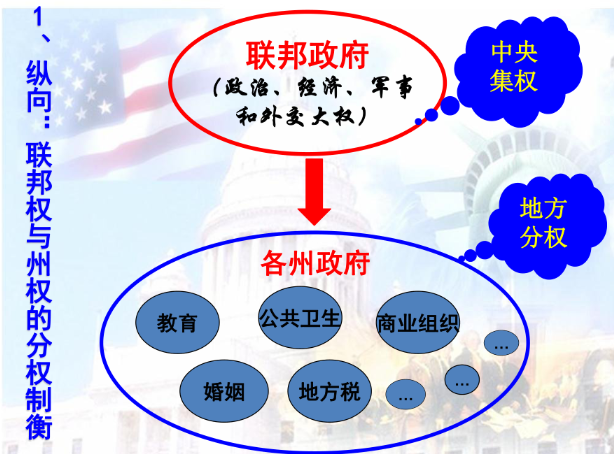 1、纵向：联邦权与州权的分权制衡
联邦政府
（政治、经济、军事
和外交大权）
中央
集权
地方
分权
各州政府
教育
公共卫生
商业组织
…
婚姻
地方税
…
…